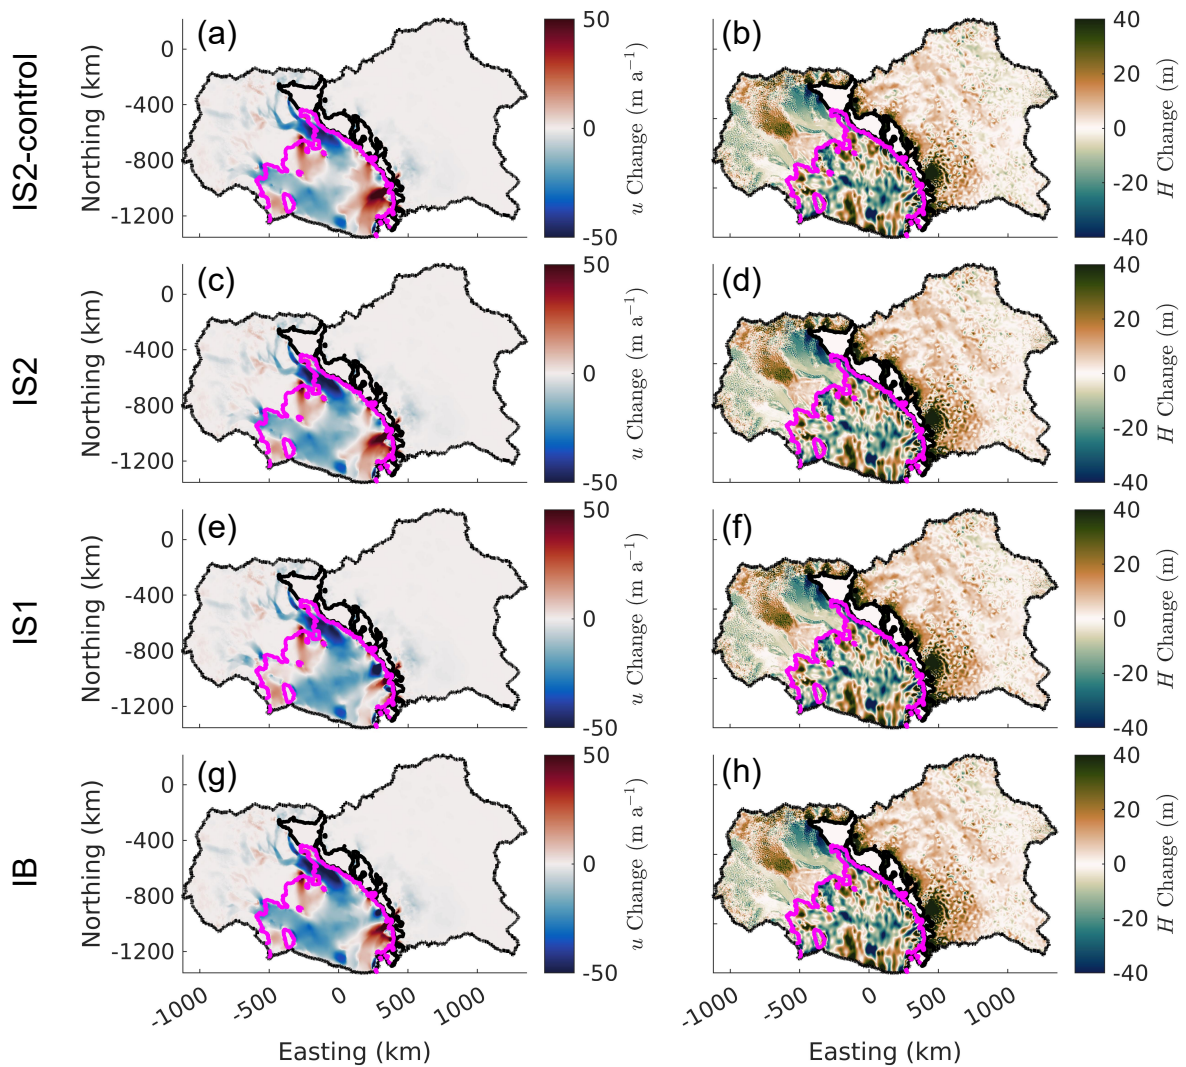 IS2-control
Northing (km)
0
-400
-800
-1200
(a)
50
0
-50
u Change (m a⁻¹)
(b)
40
20
0
-20
-40
H Change (m)
IS2
Northing (km)
0
-400
-800
-1200
(c)
50
0
-50
u Change (m a⁻¹)
(d)
40
20
0
-20
-40
H Change (m)
IS1
Northing (km)
0
-400
-800
-1200
(e)
50
0
-50
u Change (m a⁻¹)
(f)
40
20
0
-20
-40
H Change (m)
IB
Northing (km)
0
-400
-800
-1200
(g)
50
0
-50
u Change (m a⁻¹)
(h)
40
20
0
-20
-40
H Change (m)
-1000 -500 0 500 1000
Easting (km)
-1000 -500 0 500 1000
Easting (km)